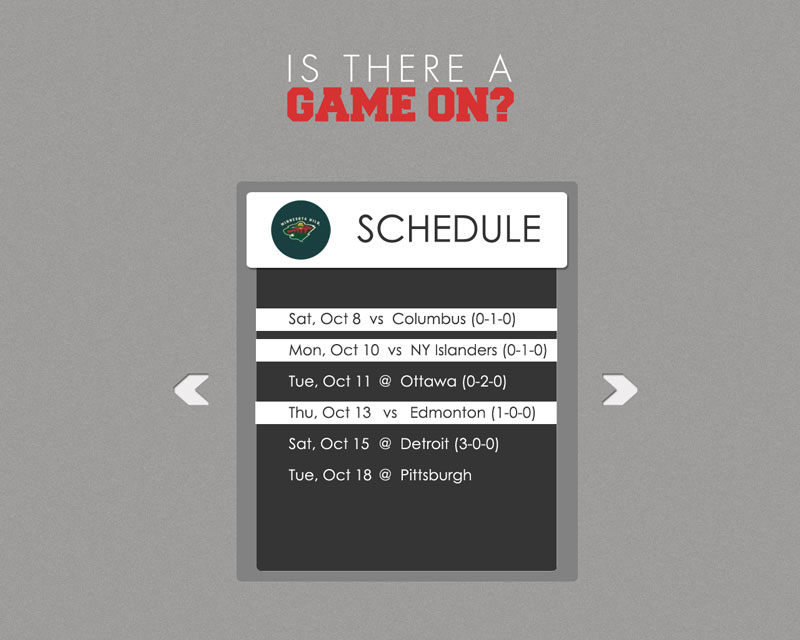 IS THERE A
GAME ON?
MINNESOTA WILD
SCHEDULE
Sat, Oct 8 vs Columbus (0-1-0)
Mon, Oct 10 vs NY Islanders (0-1-0)
Tue, Oct 11 @ Ottawa (0-2-0)
Thu, Oct 13 vs Edmonton (1-0-0)
Sat, Oct 15 @ Detroit (3-0-0)
Tue, Oct 18 @ Pittsburgh